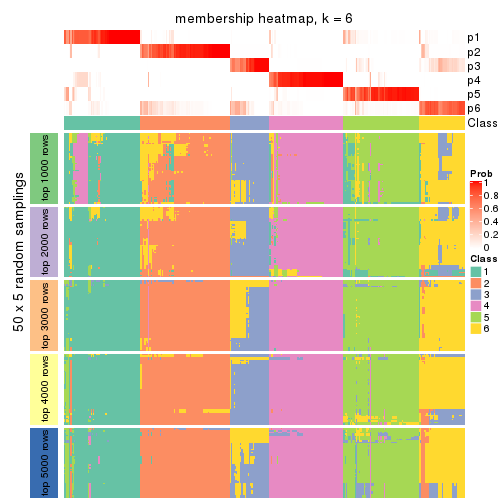 membership heatmap, k = 6
p1
p2
p3
p4
p5
p6
Class
50 x 5 random samplings
top 1000 rows
top 2000 rows
top 3000 rows
top 4000 rows
top 5000 rows
Prob
1
0.8
0.6
0.4
0.2
0
Class
1
2
3
4
5
6